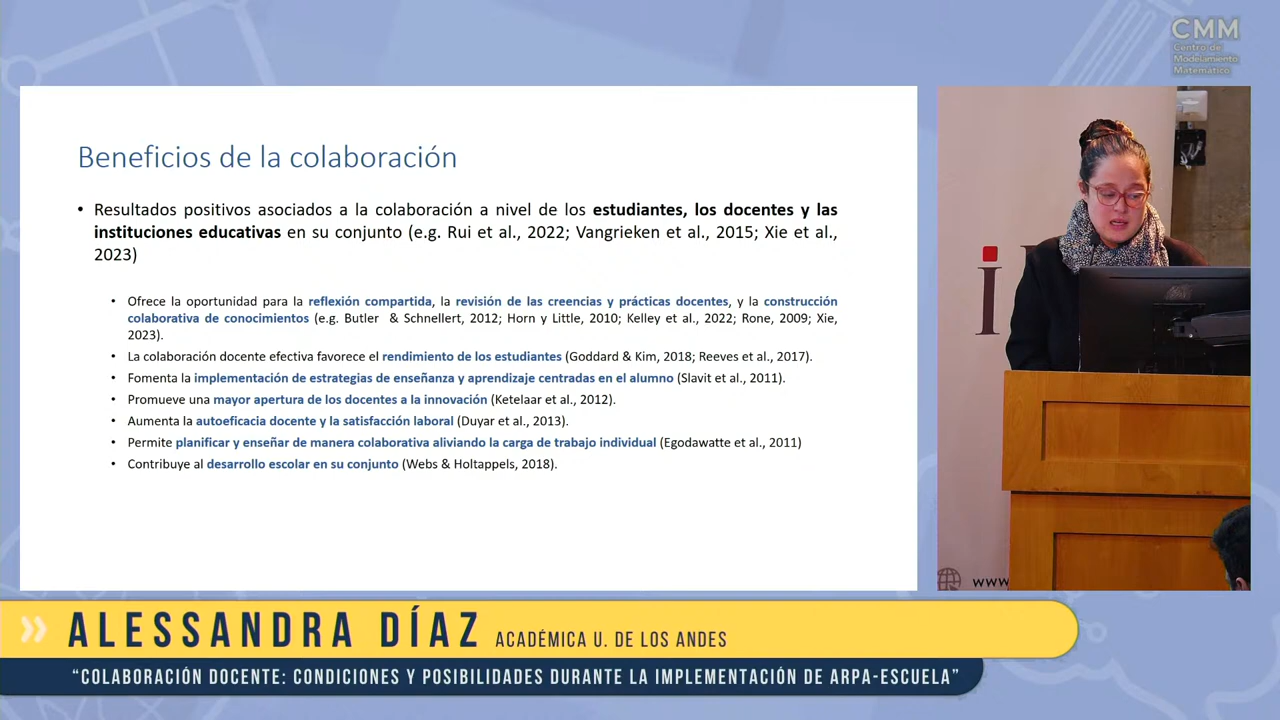 CMM
Centro de
Modelamiento
Matemático
Beneficios de la colaboración
• Resultados positivos asociados a la colaboración a nivel de los estudiantes, los docentes y las
instituciones educativas en su conjunto (e.g. Rui et al., 2022; Vangrieken et al., 2015; Xie et al.,
2023)
• Ofrece la oportunidad para la reflexión compartida, la revisión de las creencias y prácticas docentes, y la construcción
colaborativa de conocimientos (e.g. Butler & Schnellert, 2012; Horn y Little, 2010; Kelley et al., 2022; Rone, 2009; Xie,
2023).
• La colaboración docente efectiva favorece el rendimiento de los estudiantes (Goddard & Kim, 2018; Reeves et al., 2017).
• Fomenta la implementación de estrategias de enseñanza y aprendizaje centradas en el alumno (Slavit et al., 2011).
• Promueve una mayor apertura de los docentes a la innovación (Ketelaar et al., 2012).
• Aumenta la autoeficacia docente y la satisfacción laboral (Duyar et al., 2013).
• Permite planificar y enseñar de manera colaborativa aliviando la carga de trabajo individual (Egodawatte et al., 2011)
• Contribuye al desarrollo escolar en su conjunto (Webs & Holtappels, 2018).
i
www
» ALESSANDRA DÍAZ ACADÉMICA U. DE LOS ANDES
“COLABORACIÓN DOCENTE: CONDICIONES Y POSIBILIDADES DURANTE LA IMPLEMENTACIÓN DE ARPA-ESCUELA”